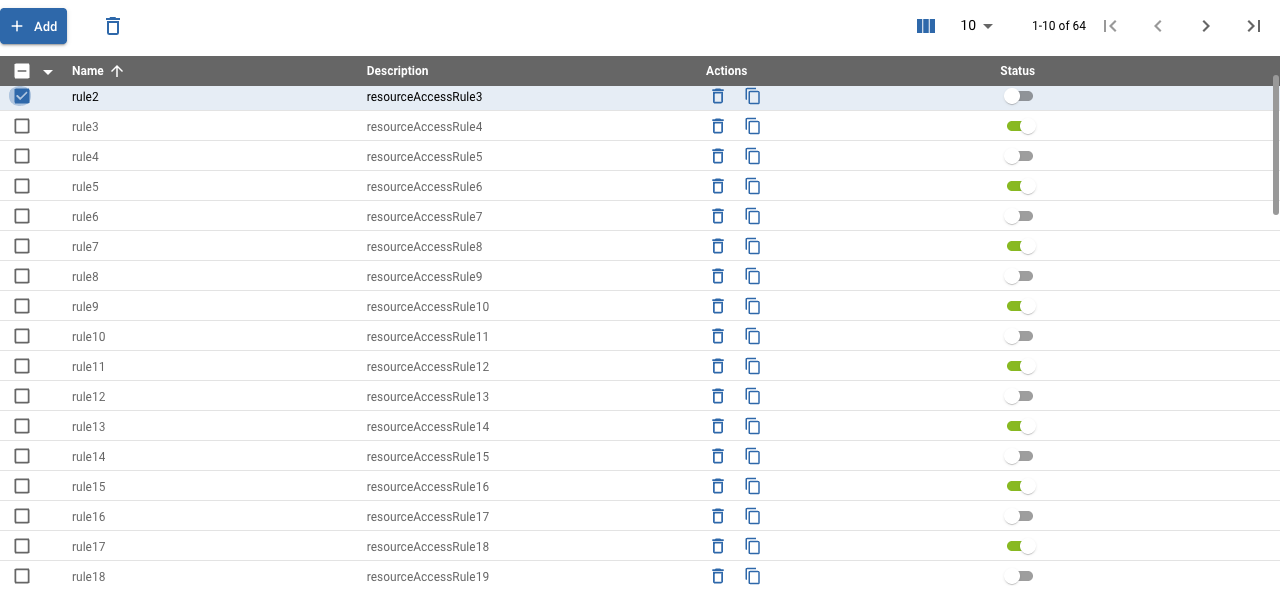 Add 10 1-10 of 64
Name Description Actions Status
rule2 resourceAccessRule3
rule3 resourceAccessRule4
rule4 resourceAccessRule5
rule5 resourceAccessRule6
rule6 resourceAccessRule7
rule7 resourceAccessRule8
rule8 resourceAccessRule9
rule9 resourceAccessRule10
rule10 resourceAccessRule11
rule11 resourceAccessRule12
rule12 resourceAccessRule13
rule13 resourceAccessRule14
rule14 resourceAccessRule15
rule15 resourceAccessRule16
rule16 resourceAccessRule17
rule17 resourceAccessRule18
rule18 resourceAccessRule19